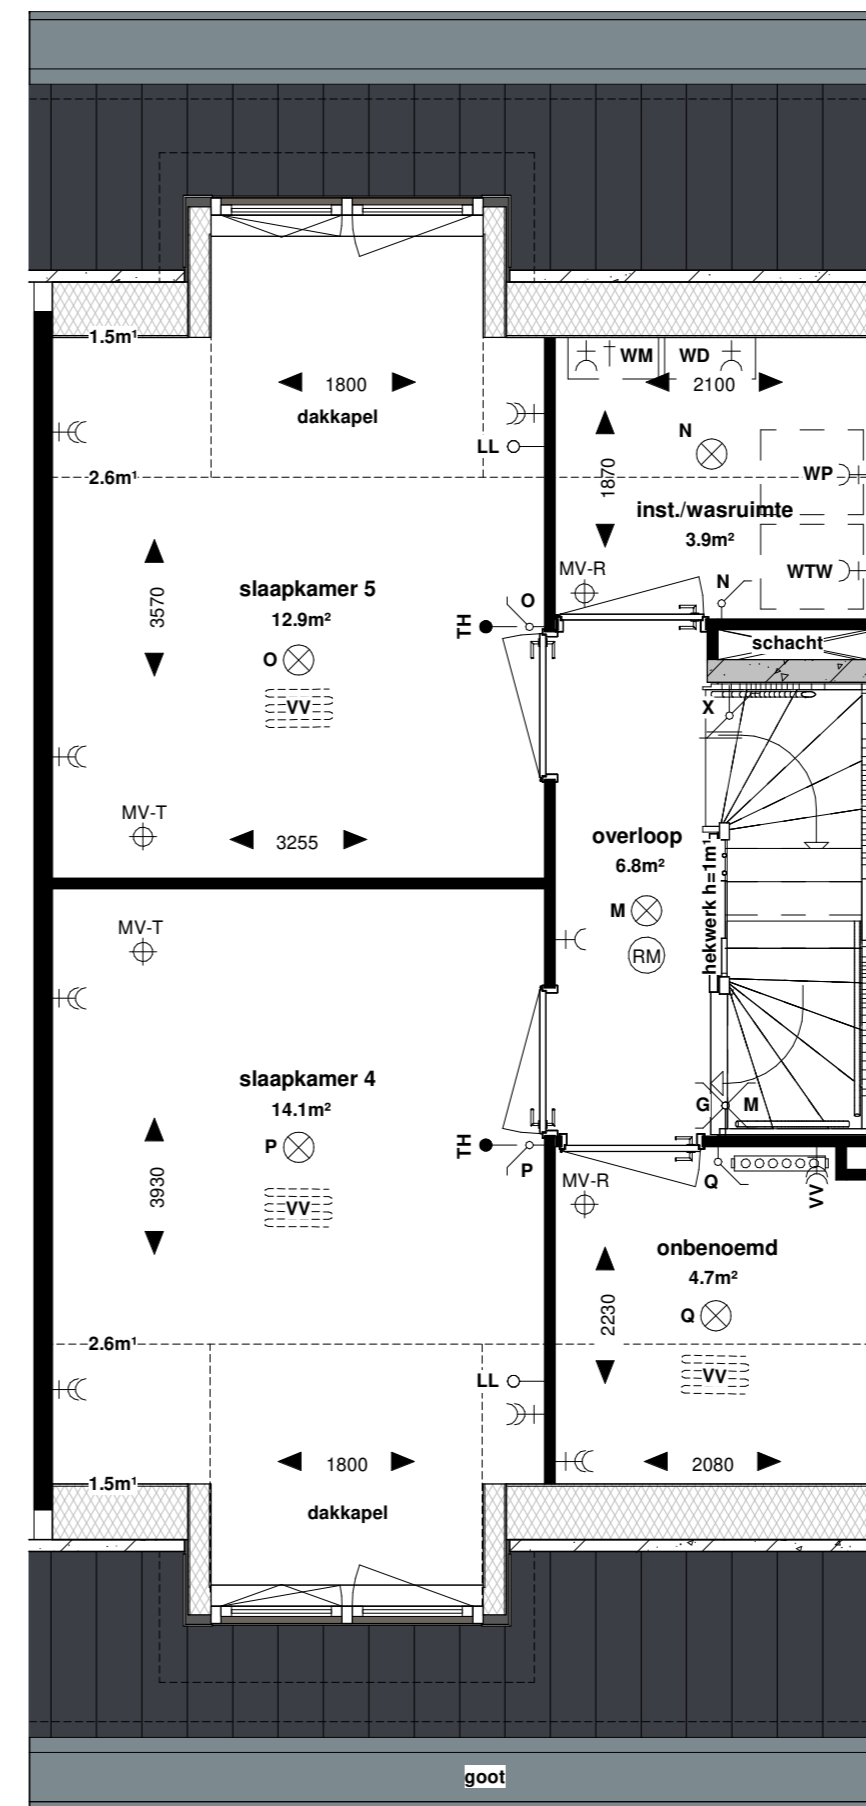 1.5m¹
1800
dakkapel
WM
WD
2100
LL
N
1870
2.6m¹
WP
inst./wasruimte
3.9m²
WTW
MV-R
N
3570
slaapkamer 5
12.9m²
O
TH
O
VV
schacht
X
MV-T
3255
overloop
6.8m²
hekwerk h=1m¹
M
RM
MV-T
slaapkamer 4
14.1m²
G
M
P
TH
P
3930
VV
MV-R
Q
VV
onbenoemd
4.7m²
2230
Q
VV
2.6m¹
LL
1800
2080
1.5m¹
dakkapel
goot